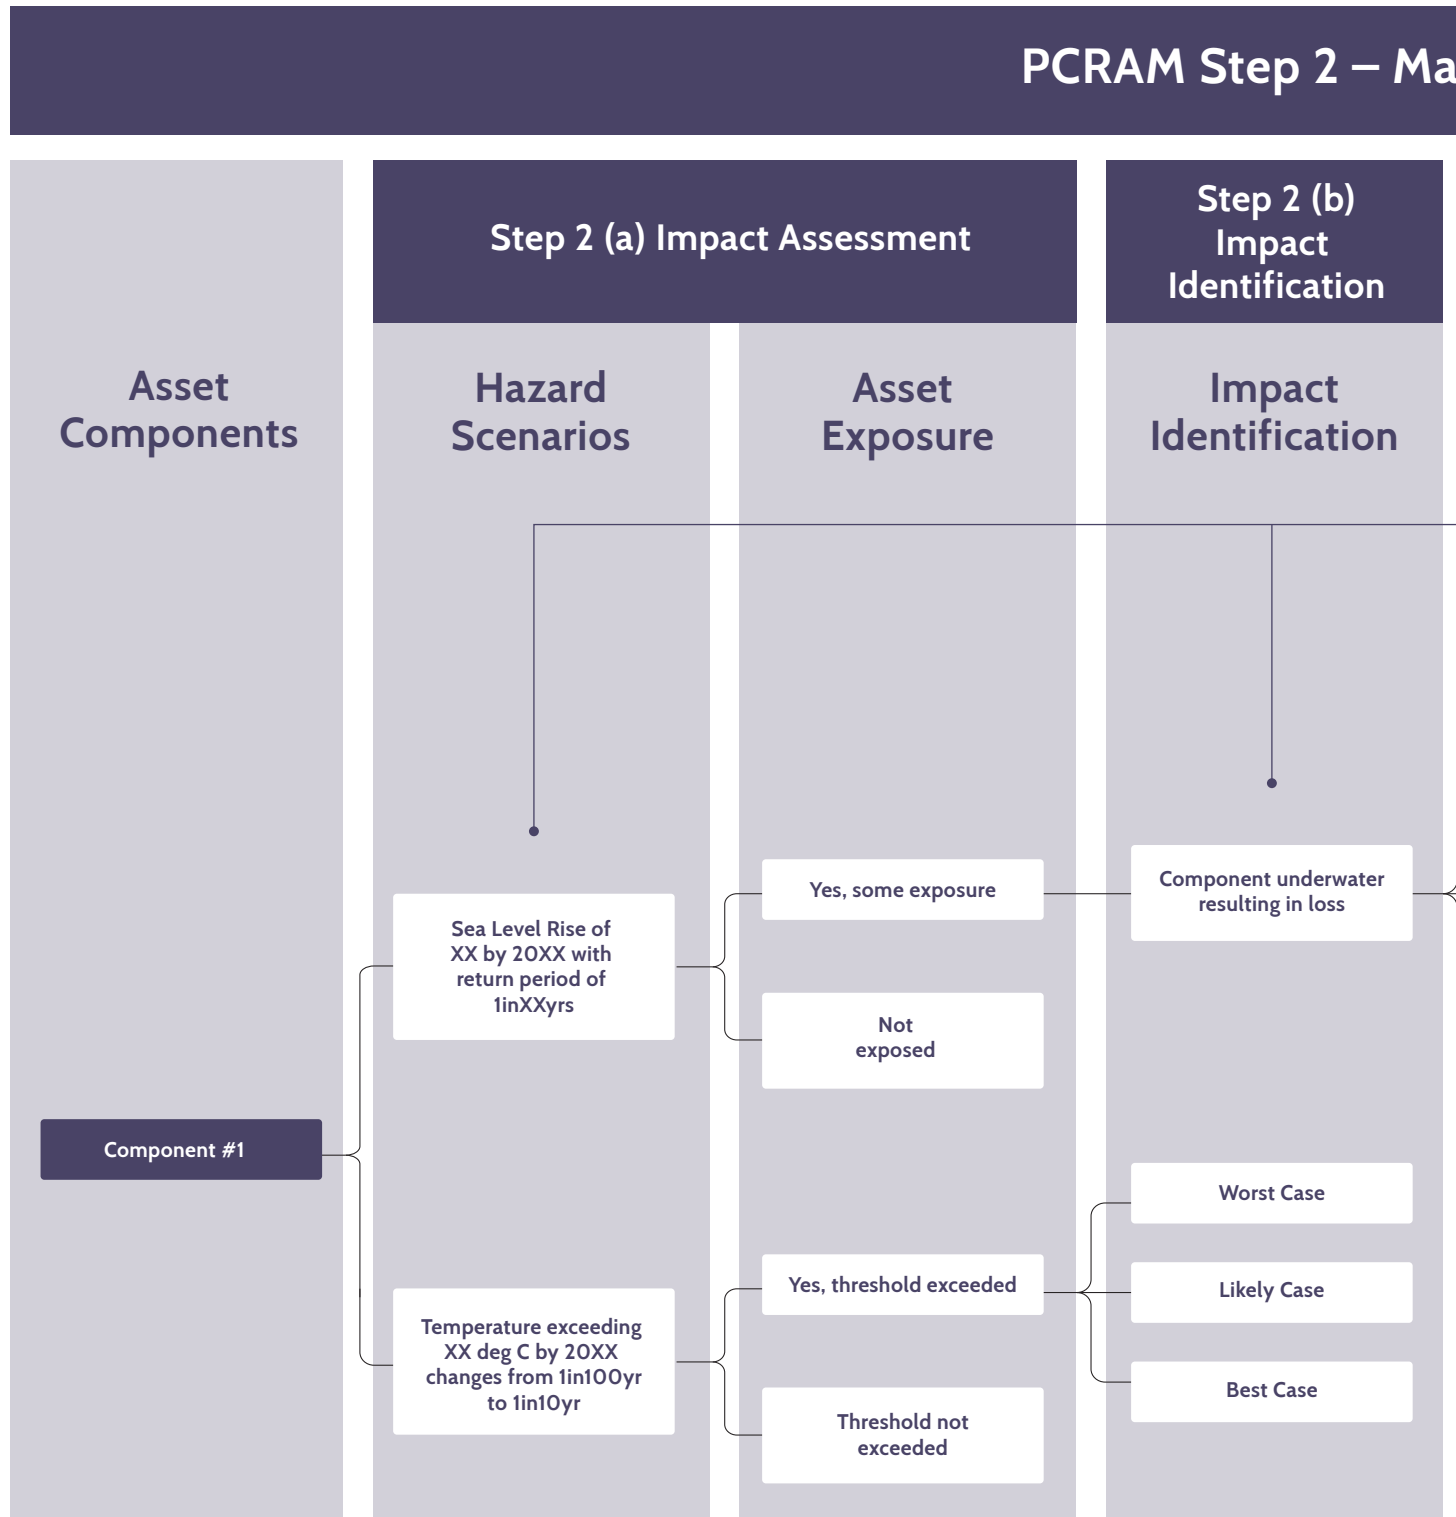 PCRAM Step 2 – Ma
Step 2 (a) Impact Assessment
Step 2 (b)
Impact
Identification
Asset
Components
Hazard
Scenarios
Asset
Exposure
Impact
Identification
Component #1
Sea Level Rise of
XX by 20XX with
return period of
1inXXyrs
Temperature exceeding
XX deg C by 20XX
changes from 1in100yr
to 1in10yr
Yes, some exposure
Not
exposed
Yes, threshold exceeded
Threshold not
exceeded
Component underwater
resulting in loss
Worst Case
Likely Case
Best Case